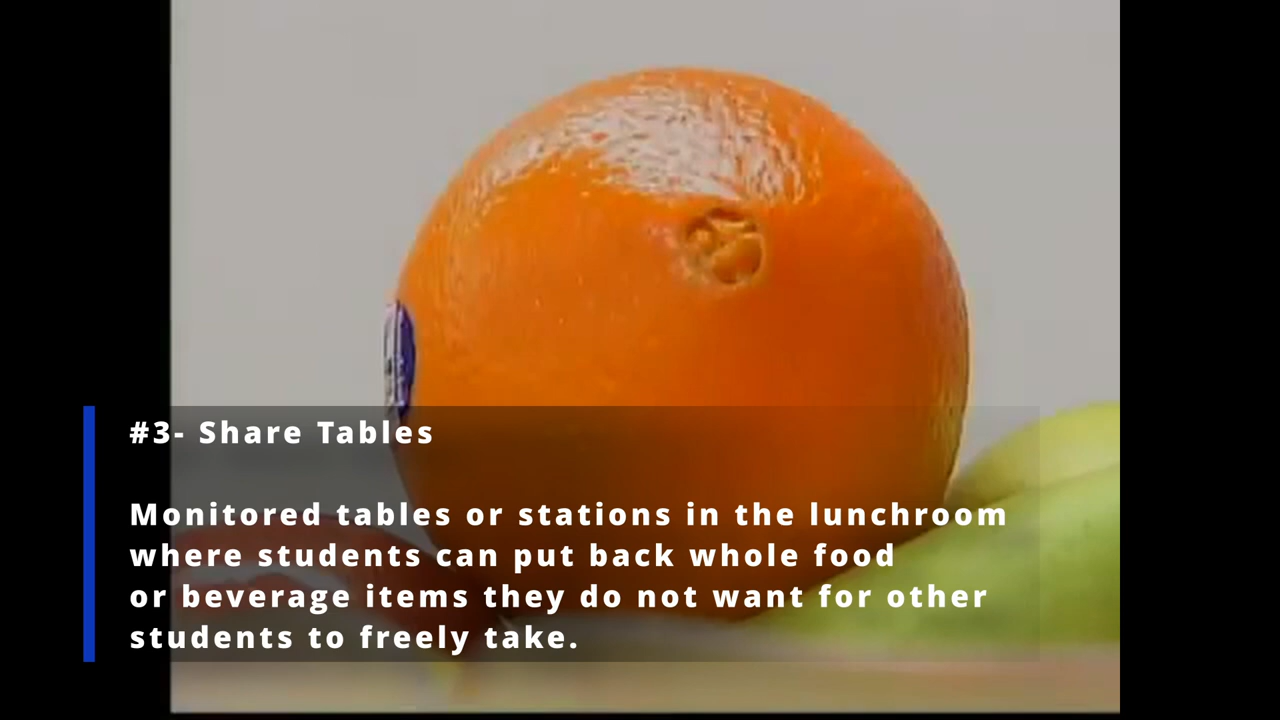 #3- Share Tables
Monitored tables or stations in the lunchroom
where students can put back whole food
or beverage items they do not want for other
students to freely take.